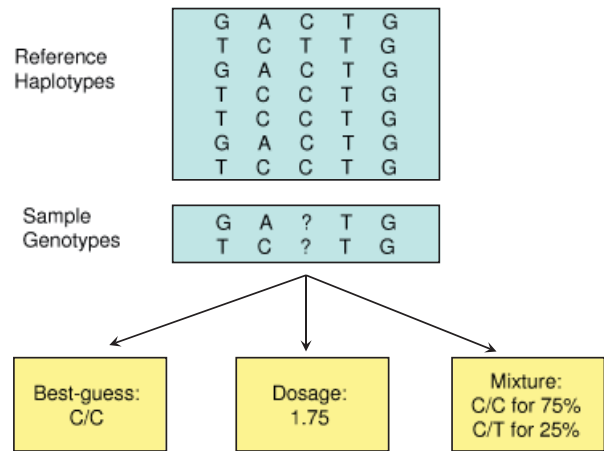 Reference
Haplotypes
G A C T G
T C T T G
G A C T G
T C C T G
T C C T G
G A C T G
T C C T G
Sample
Genotypes
G A ? T G
T C ? T G
Best-guess:
C/C
Dosage:
1.75
Mixture:
C/C for 75%
C/T for 25%